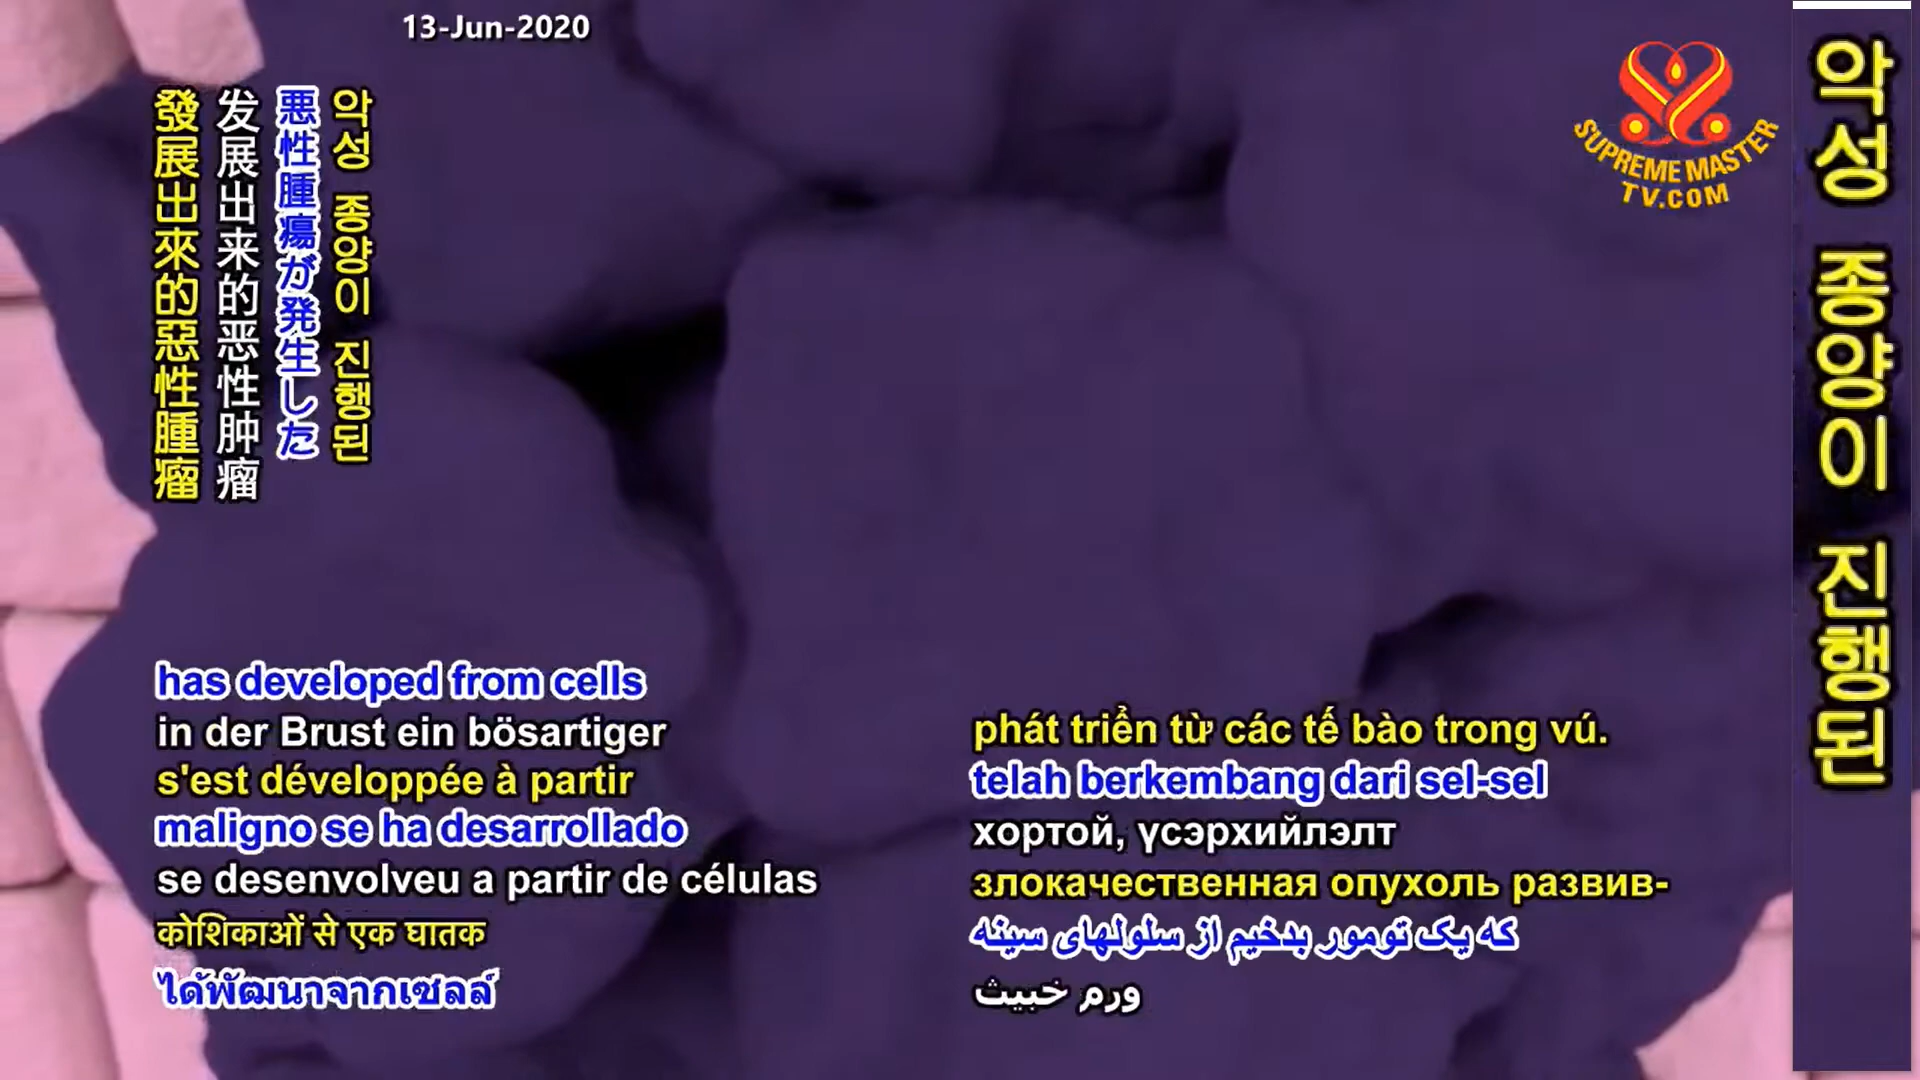 13-Jun-2020
SUPREME MASTER
TV.COM
악성 종양이 진행된
악성 종양이 진행된
悪性腫瘍が発生した
发展出来的恶性肿瘤
發展出來的惡性腫瘤
has developed from cells
in der Brust ein bösartiger
s'est développée à partir
maligno se ha desarrollado
se desenvolveu a partir de células
कोशिकाओं से एक घातक
ได้พัฒนาจากเซลล์
phát triển từ các tế bào trong vú.
telah berkembang dari sel-sel
хортой, үсэрхийлэлт
злокачественная опухоль развив-
که یک تومور بدخیم از سلولهای سینه
ورم خبيث